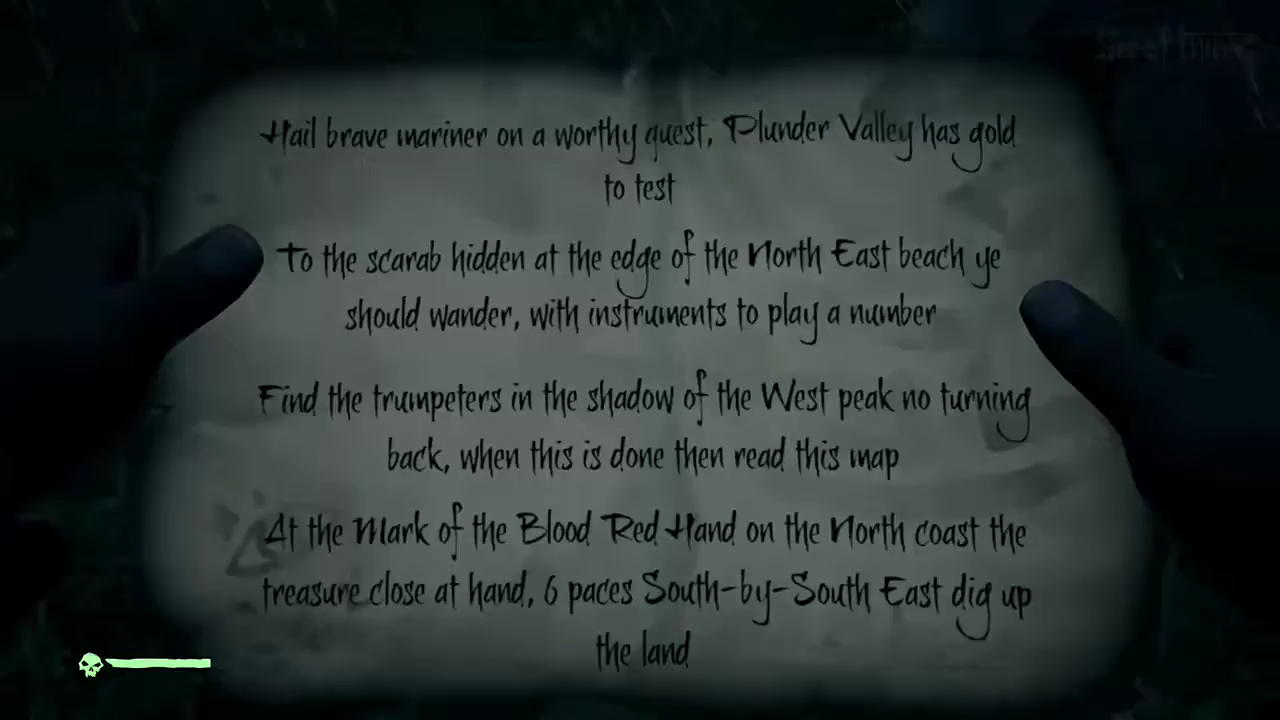 Hail brave mariner on a worthy quest, Plunder Valley has gold
to test
To the scarab hidden at the edge of the North East beach ye
should wander, with instruments to play a number
Find the trumpeters in the shadow of the West peak no turning
back, when this is done then read this map
At the Mark of the Blood Red Hand on the North coast the
treasure close at hand, 6 paces South-by-South East dig up
the land